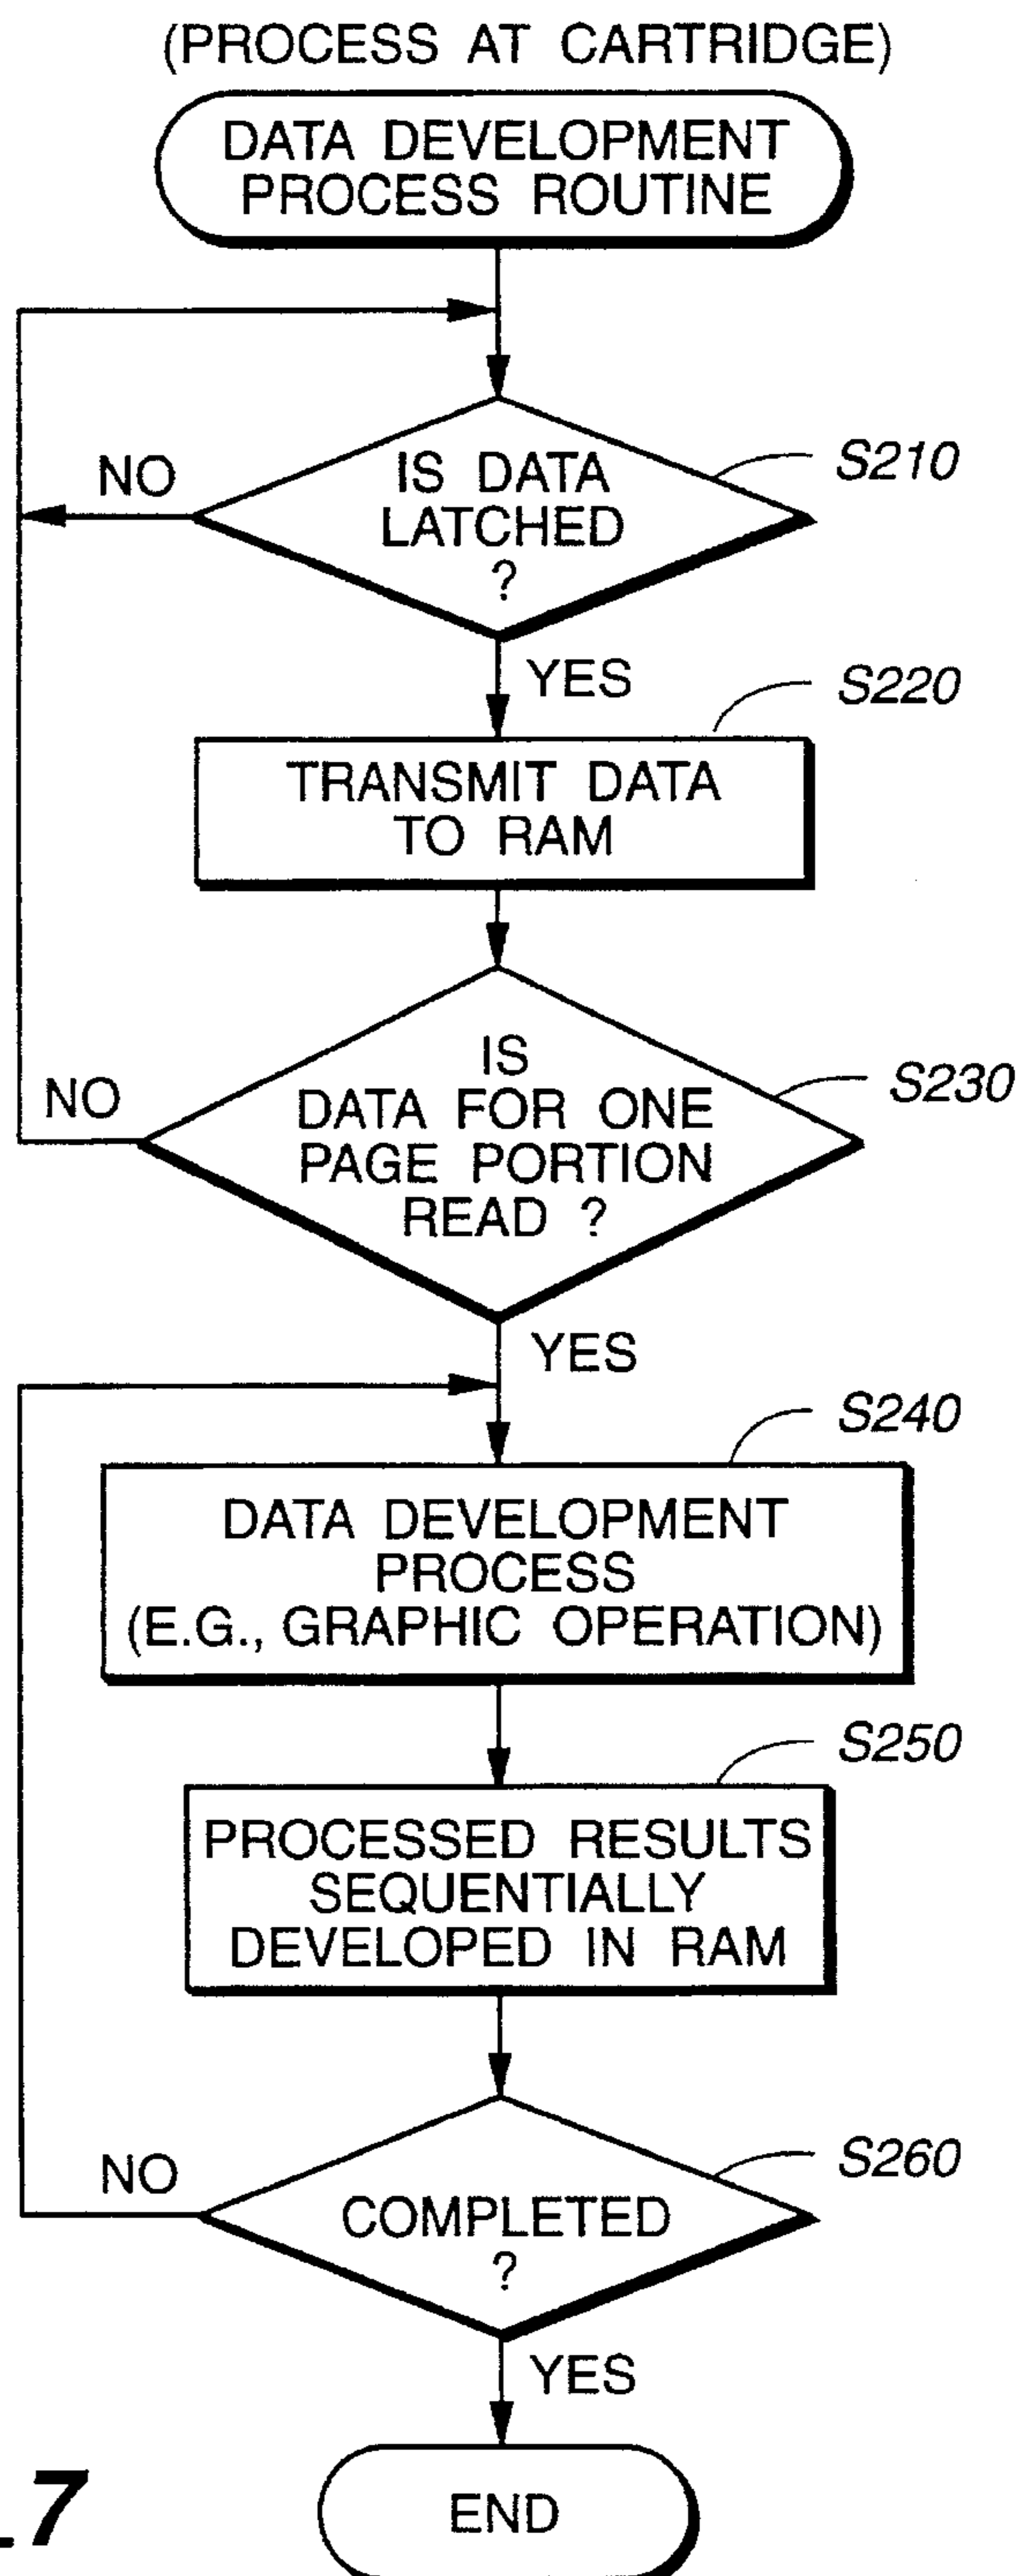 (PROCESS AT CARTRIDGE)
DATA DEVELOPMENT
PROCESS ROUTINE
NO
IS DATA
LATCHED
?
S210
YES
S220
TRANSMIT DATA
TO RAM
NO
IS
DATA FOR ONE
PAGE PORTION
READ ?
S230
YES
S240
DATA DEVELOPMENT
PROCESS
(E.G., GRAPHIC OPERATION)
S250
PROCESSED RESULTS
SEQUENTIALLY
DEVELOPED IN RAM
NO
COMPLETED
?
S260
YES
END
.7